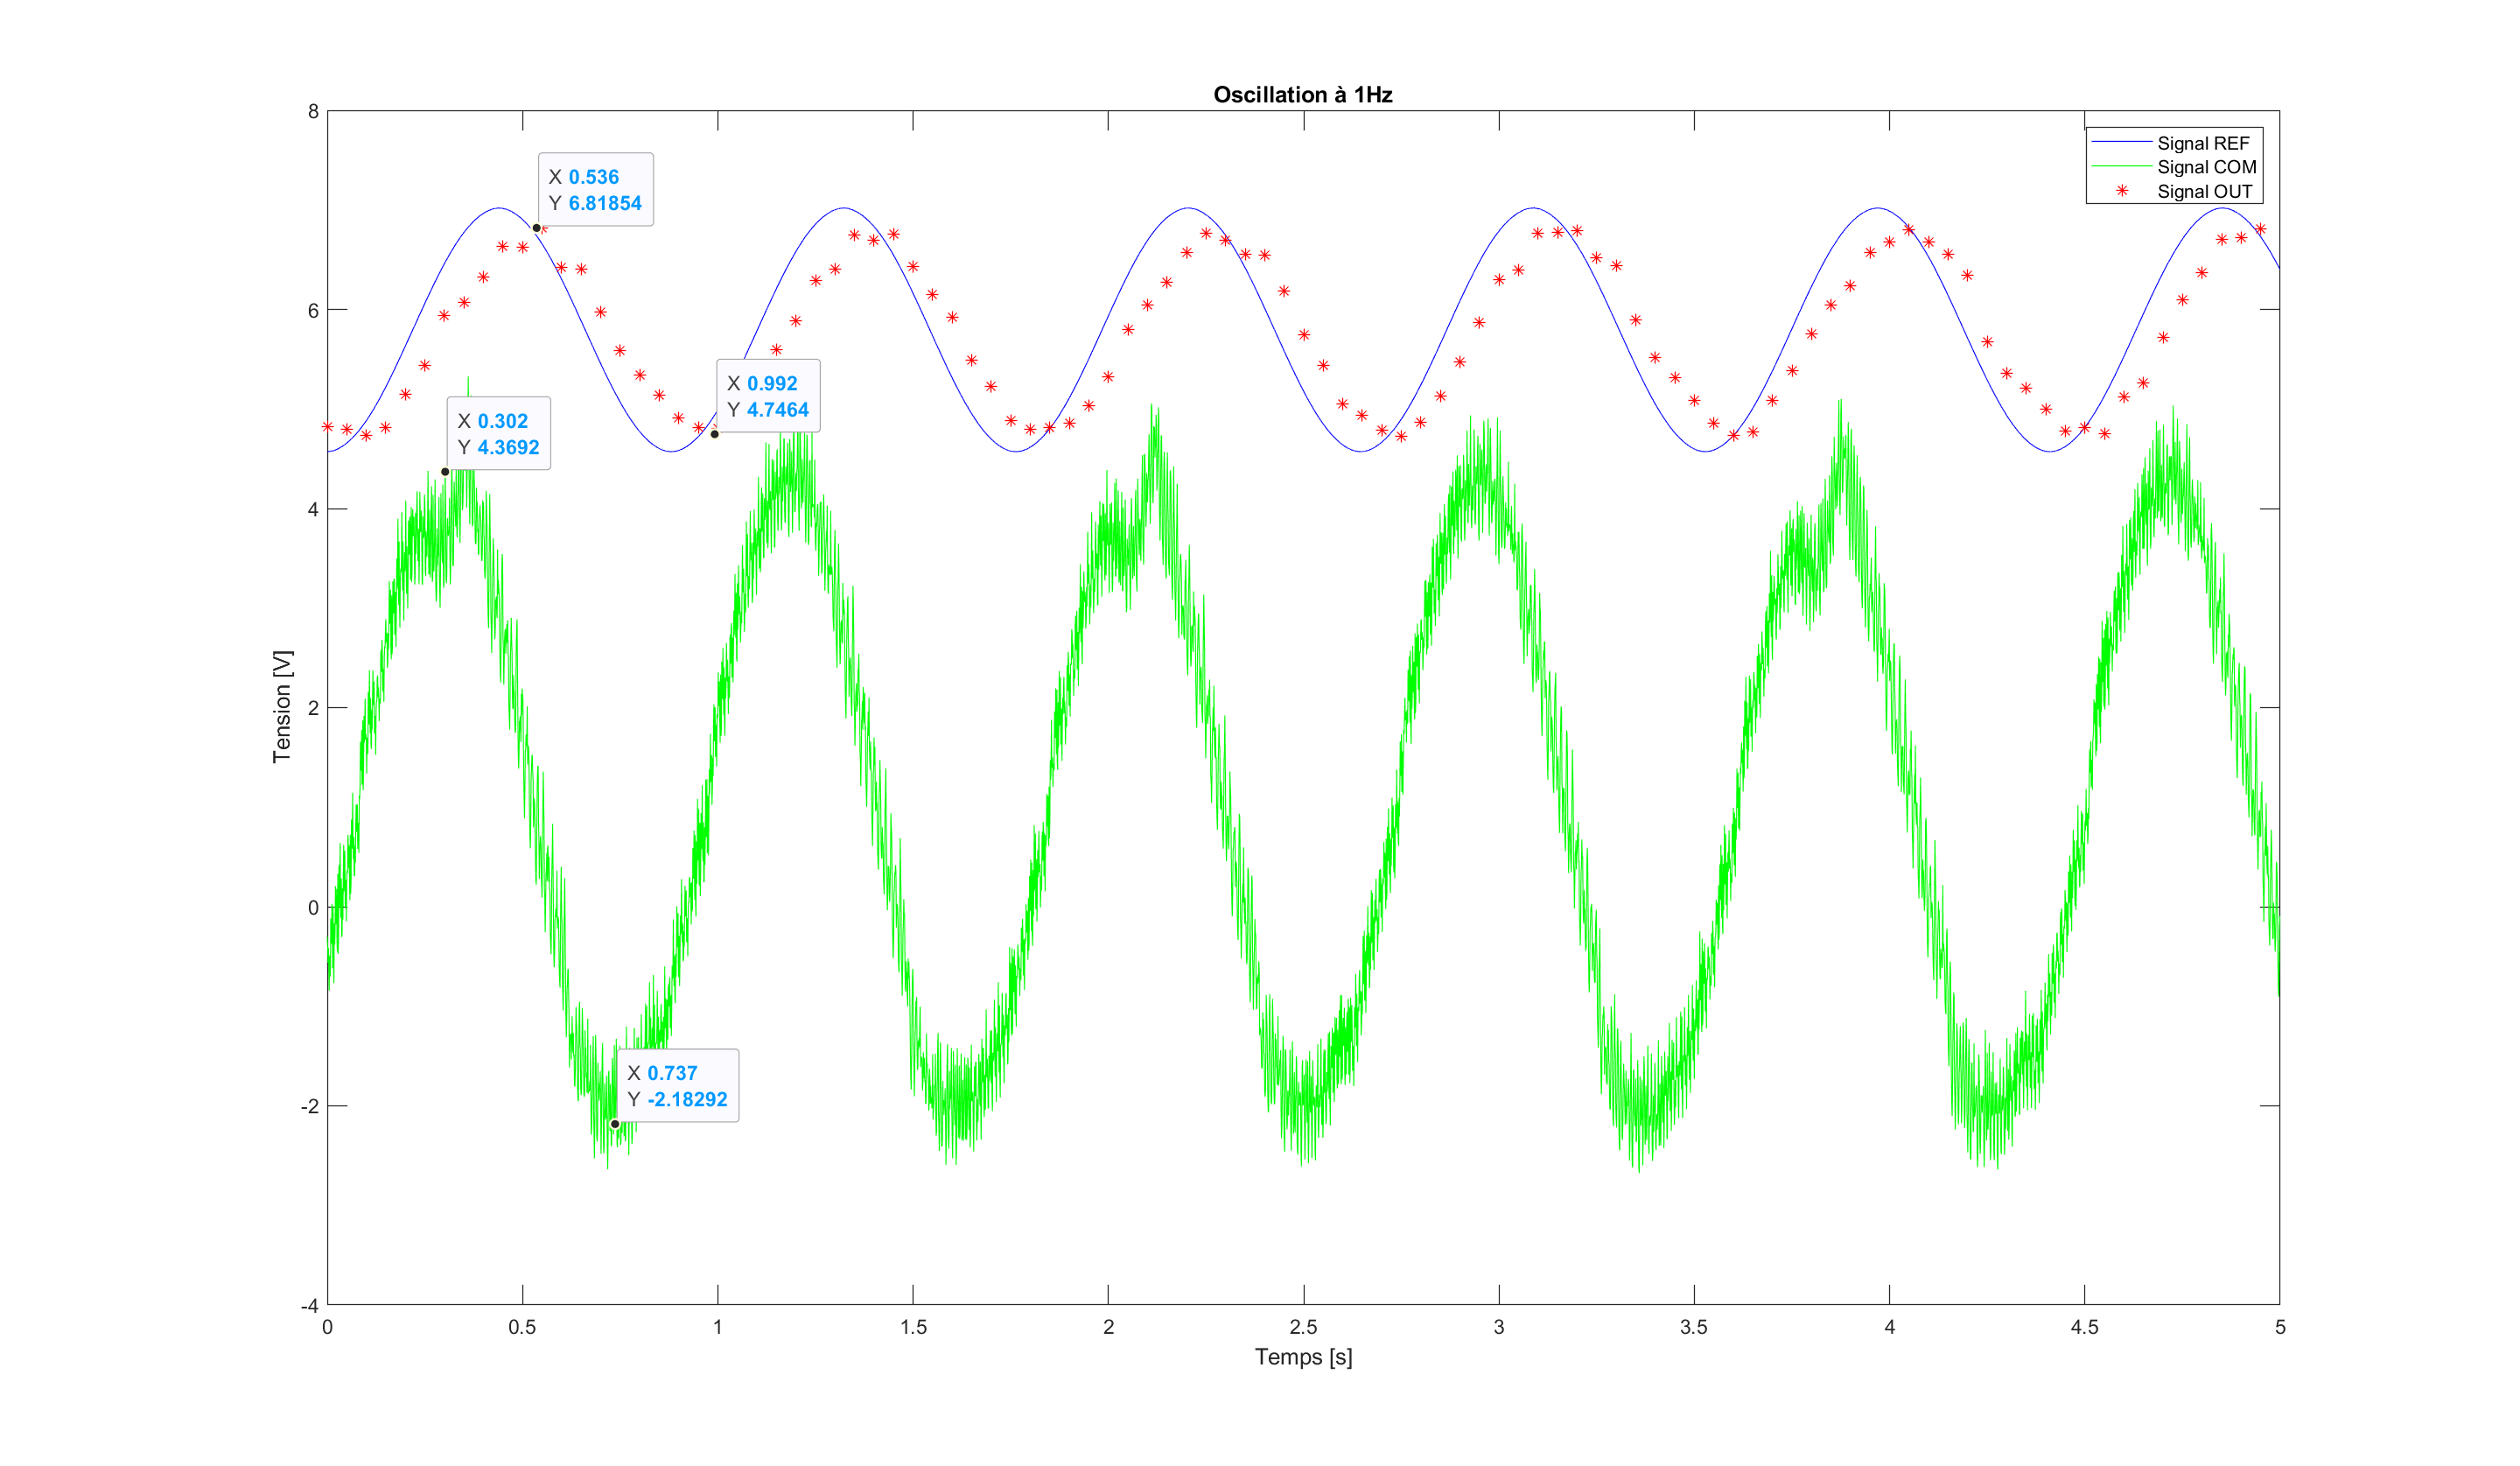 Oscillation à 1Hz
8
6
4
2
0
-2
-4
Tension [V]
Signal REF
Signal COM
Signal OUT
X 0.536
Y 6.81854
X 0.992
Y 4.7464
X 0.302
Y 4.3692
X 0.737
Y -2.18292
0 0.5 1 1.5 2 2.5 3 3.5 4 4.5 5
Temps [s]